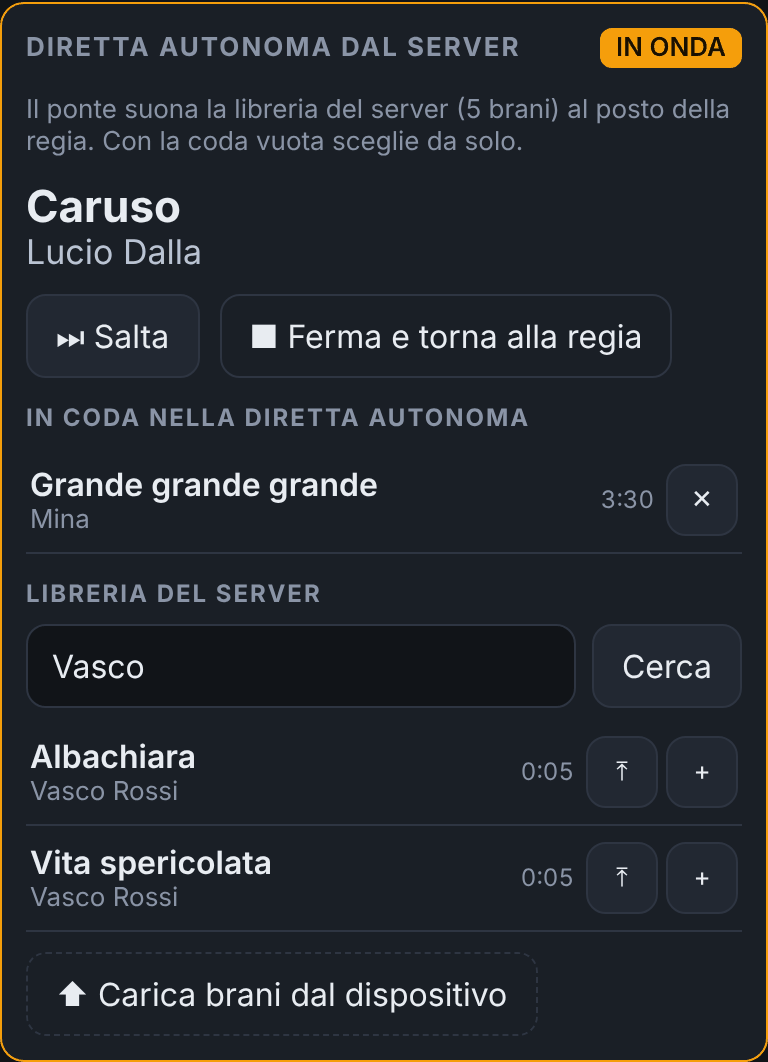 DIRETTA AUTONOMA DAL SERVER
IN ONDA
Il ponte suona la libreria del server (5 brani) al posto della
regia. Con la coda vuota sceglie da solo.
Caruso
Lucio Dalla
⏭ Salta
■ Ferma e torna alla regia
IN CODA NELLA DIRETTA AUTONOMA
Grande grande grande
Mina
3:30
✕
LIBRERIA DEL SERVER
Vasco
Cerca
Albachiara
Vasco Rossi
0:05
⤒
+
Vita spericolata
Vasco Rossi
0:05
⤒
+
⬆ Carica brani dal dispositivo